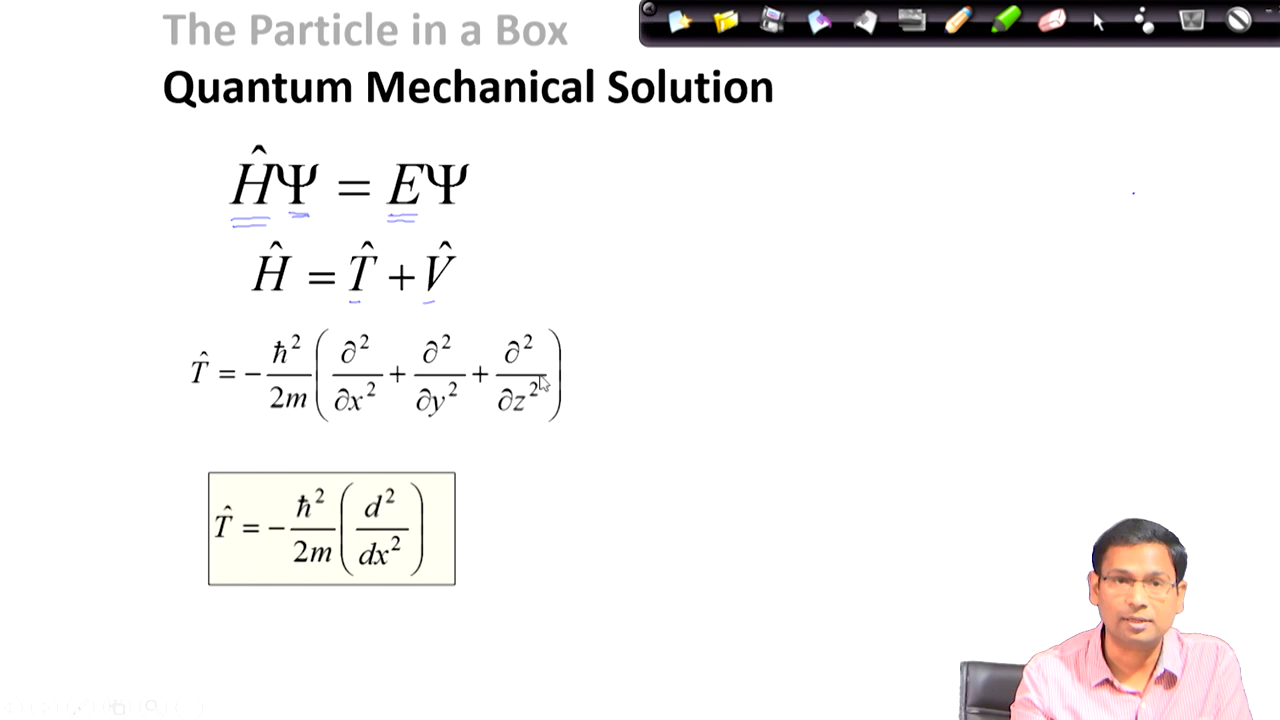 The Particle in a Box
Quantum Mechanical Solution
ĤΨ = EΨ
Ĥ = T̂ + V̂
T̂ = −ħ²/2m (∂²/∂x² + ∂²/∂y² + ∂²/∂z²)
T̂ = −ħ²/2m (d²/dx²)